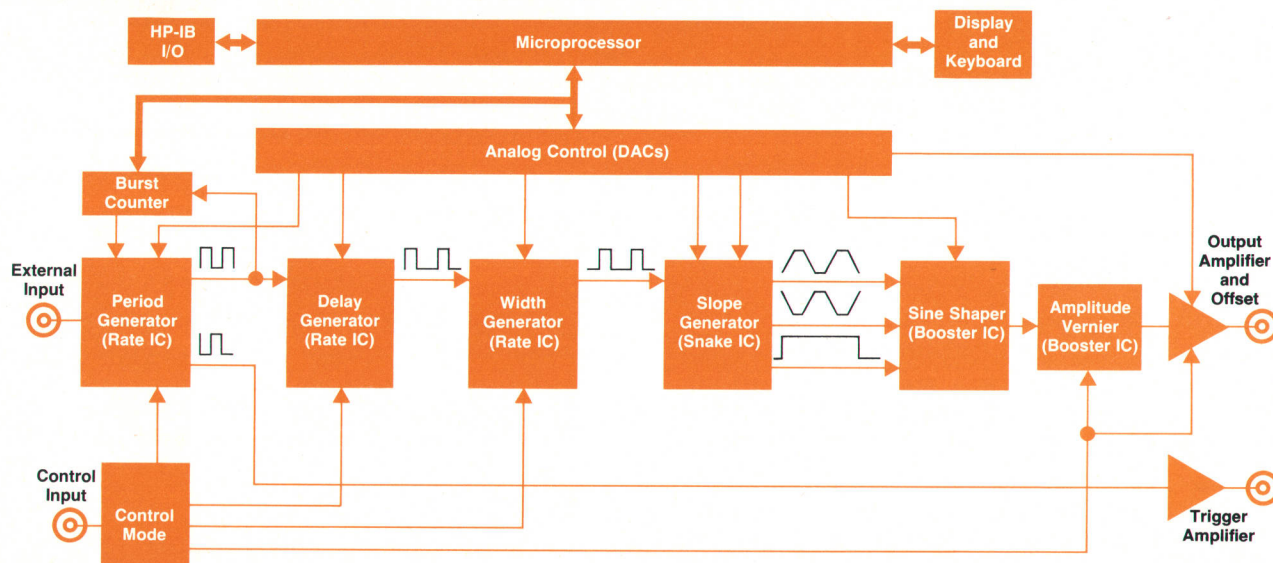 HP-IB
I/O
Microprocessor
Display
and
Keyboard
Analog Control (DACs)
Burst
Counter
External
Input
Period
Generator
(Rate IC)
Delay
Generator
(Rate IC)
Width
Generator
(Rate IC)
Slope
Generator
(Snake IC)
Sine Shaper
(Booster IC)
Amplitude
Vernier
(Booster IC)
Output
Amplifier
and
Offset
Control
Input
Control
Mode
Trigger
Amplifier